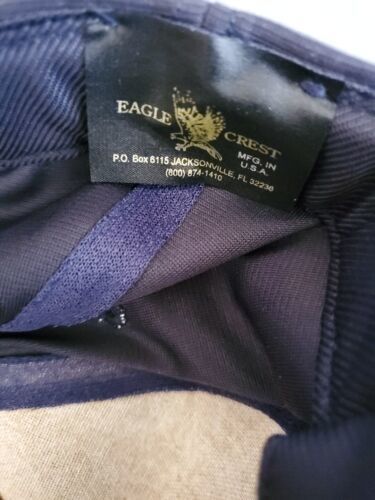 EAGLE CREST
MFG. IN
U.S.A.
P.O. Box 6115 JACKSONVILLE, FL 32236
(800) 874-1410